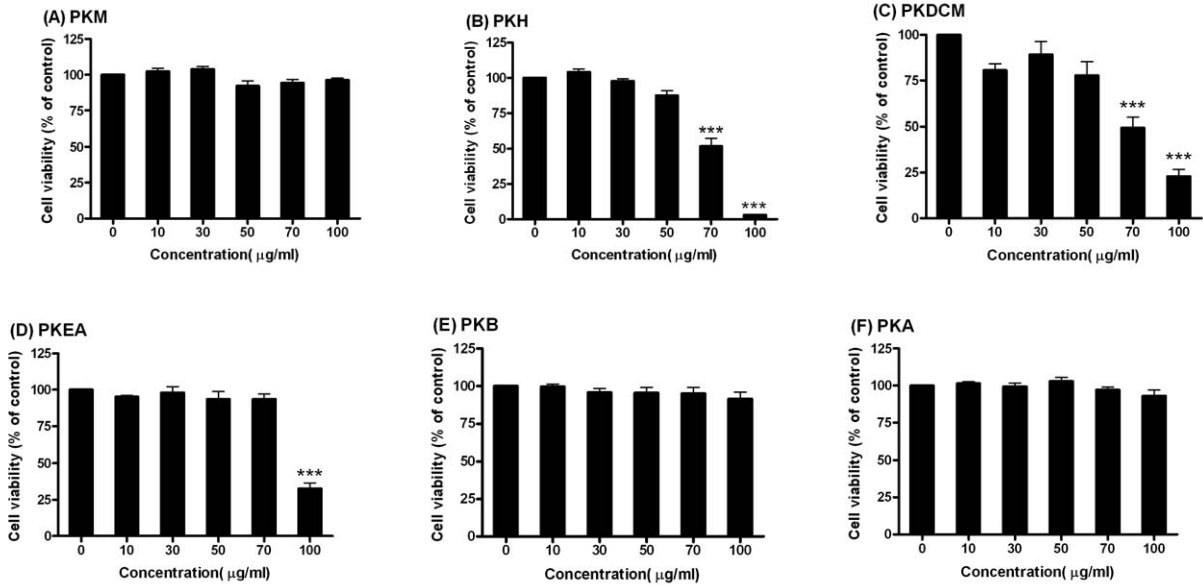 (A) PKM
Cell viability (% of control)
125
100
75
50
25
0
0 10 30 50 70 100
Concentration( μg/ml)
(B) PKH
Cell viability (% of control)
125
100
75
50
25
0
***
***
0 10 30 50 70 100
Concentration( μg/ml)
(C) PKDCM
Cell viability (% of control)
100
75
50
25
0
***
***
0 10 30 50 70 100
Concentration( μg/ml)
(D) PKEA
Cell viability (% of control)
125
100
75
50
25
0
***
0 10 30 50 70 100
Concentration( μg/ml)
(E) PKB
Cell viability (% of control)
125
100
75
50
25
0
0 10 30 50 70 100
Concentration( μg/ml)
(F) PKA
Cell viability (% of control)
125
100
75
50
25
0
0 10 30 50 70 100
Concentration( μg/ml)